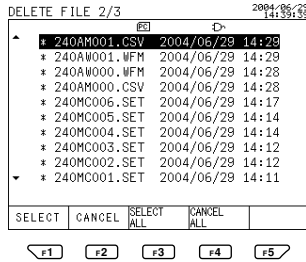 DELETE FILE 2/3 2004/06/29
14:39:39
PC
* 240AM001.CSV 2004/06/29 14:29
* 240AW001.WFM 2004/06/29 14:29
* 240AW000.WFM 2004/06/29 14:28
* 240AM000.CSV 2004/06/29 14:28
* 240MC006.SET 2004/06/29 14:17
* 240MC005.SET 2004/06/29 14:14
* 240MC004.SET 2004/06/29 14:14
* 240MC003.SET 2004/06/29 14:12
* 240MC002.SET 2004/06/29 14:12
* 240MC001.SET 2004/06/29 14:11
SELECT CANCEL SELECT ALL CANCEL ALL
F1 F2 F3 F4 F5